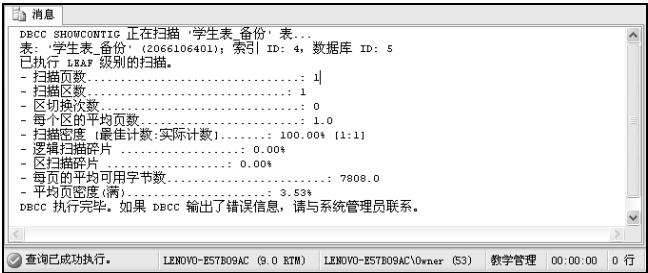 消息
DBCC SHOWCONTIG 正在扫描 '学生表_备份' 表...
表: '学生表_备份' (2066106401); 索引 ID: 4, 数据库 ID: 5
已执行 LEAF 级别的扫描。
- 扫描页数................................: 1
- 扫描区数..............................: 1
- 区切换次数..............................: 0
- 每个区的平均页数........................: 1.0
- 扫描密度 [最佳计数:实际计数].......: 100.00% [1:1]
- 逻辑扫描碎片 ..................: 0.00%
- 区扫描碎片 ..................: 0.00%
- 每页的平均可用字节数........................: 7808.0
- 平均页密度(满).....................: 3.53%
DBCC 执行完毕。如果 DBCC 输出了错误信息, 请与系统管理员联系。
查询已成功执行。 LENOVO-E57B09AC (9.0 RTM) LENOVO-E57B09AC\Owner (53) 教学管理 00:00:00 0 行